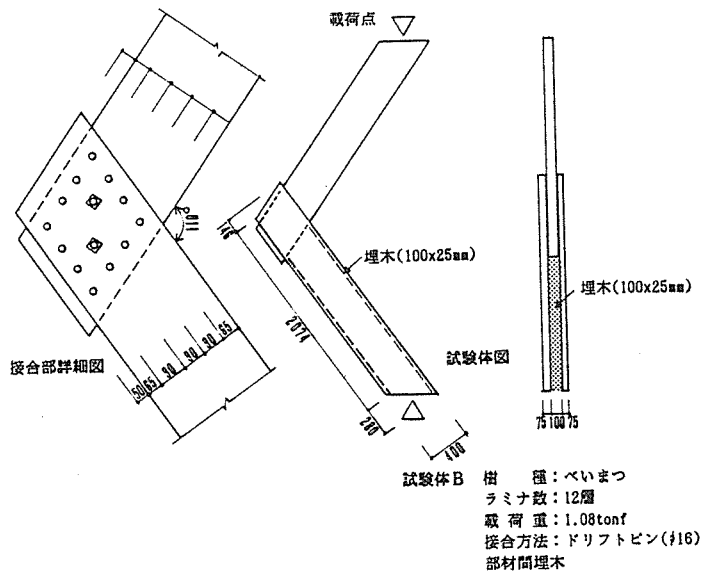 載荷点
111°
146
埋木(100x25mm)
埋木(100x25mm)
2074
接合部詳細図
試験体図
50 65 90 90 90 65
280
400
75 100 75
試験体B 樹 種：べいまつ
ラミナ数：12層
載 荷 重：1.08tonf
接合方法：ドリフトピン(φ16)
部材間埋木